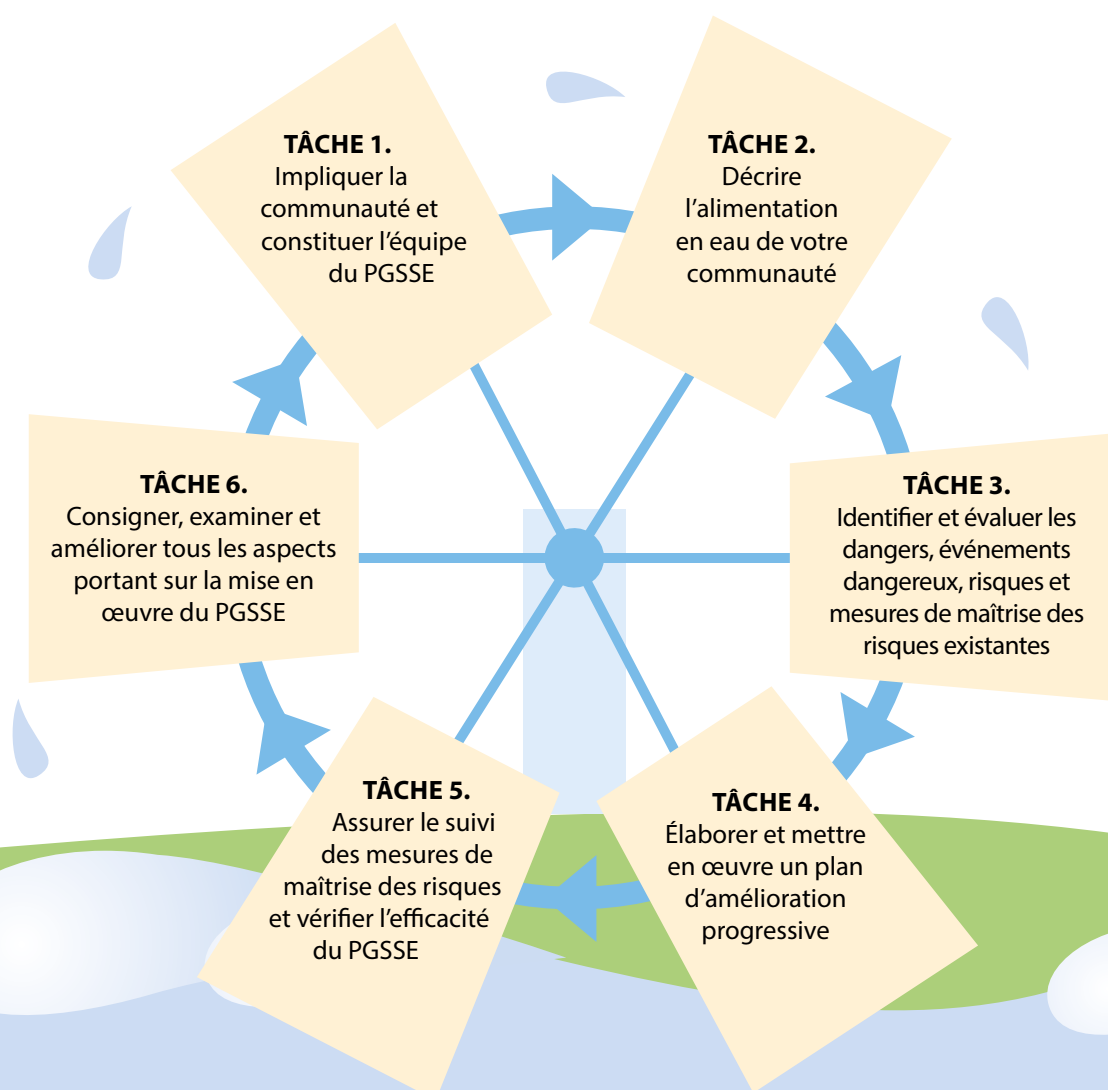 TÂCHE 1.
Impliquer la
communauté et
constituer l'équipe
du PGSSE
TÂCHE 2.
Décrire
l'alimentation
en eau de votre
communauté
TÂCHE 3.
Identifier et évaluer les
dangers, événements
dangereux, risques et
mesures de maîtrise des
risques existantes
TÂCHE 4.
Élaborer et mettre
en œuvre un plan
d'amélioration
progressive
TÂCHE 5.
Assurer le suivi
des mesures de
maîtrise des risques
et vérifier l'efficacité
du PGSSE
TÂCHE 6.
Consigner, examiner et
améliorer tous les aspects
portant sur la mise en
œuvre du PGSSE